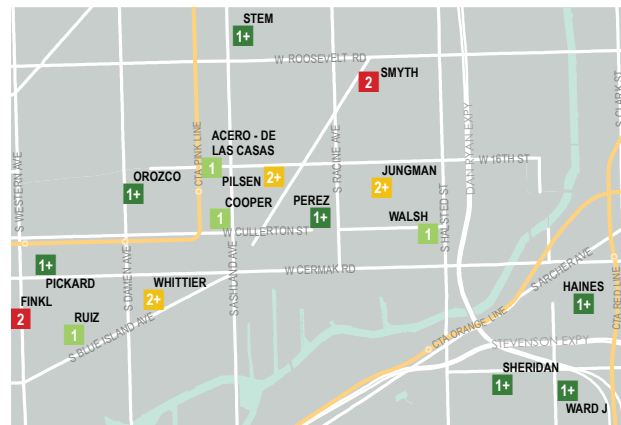 STEM
1+
W ROOSEVELT RD
2
SMYTH
S CLARK ST
DAN RYAN EXPY
S RACINE AVE
CTA PINK LINE
S WESTERN AVE
ACERO - DE
LAS CASAS
1
W 16TH ST
OROZCO
1+
PILSEN
2+
JUNGMAN
2+
COOPER
1
PEREZ
1+
WALSH
1
W CULLERTON ST
S HALSTED ST
S DAMEN AVE
S ASHLAND AVE
1+
PICKARD
W CERMAK RD
S ARCHER AVE
WHITTIER
2+
FINKL
2
RUIZ
1
S BLUE ISLAND AVE
HAINES
1+
CTA RED LINE
CTA ORANGE LINE
STEVENSON EXPY
SHERIDAN
1+
1+
WARD J